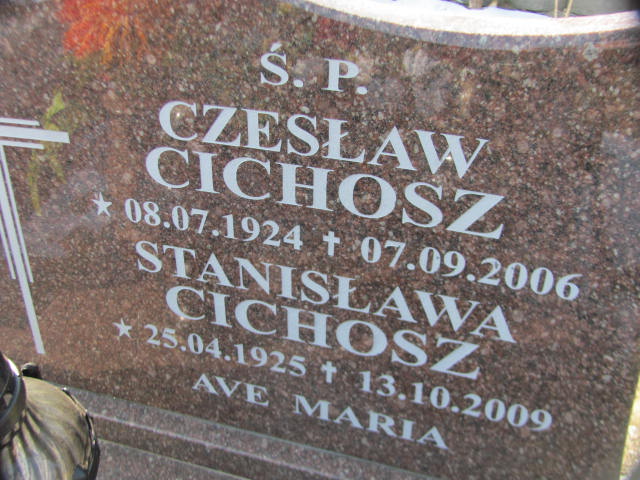 Ś. P.
CZESŁAW
CICHOSZ
★ 08.07.1924 ✝ 07.09.2006
STANISŁAWA
CICHOSZ
★ 25.04.1925 ✝ 13.10.2009
AVE MARIA